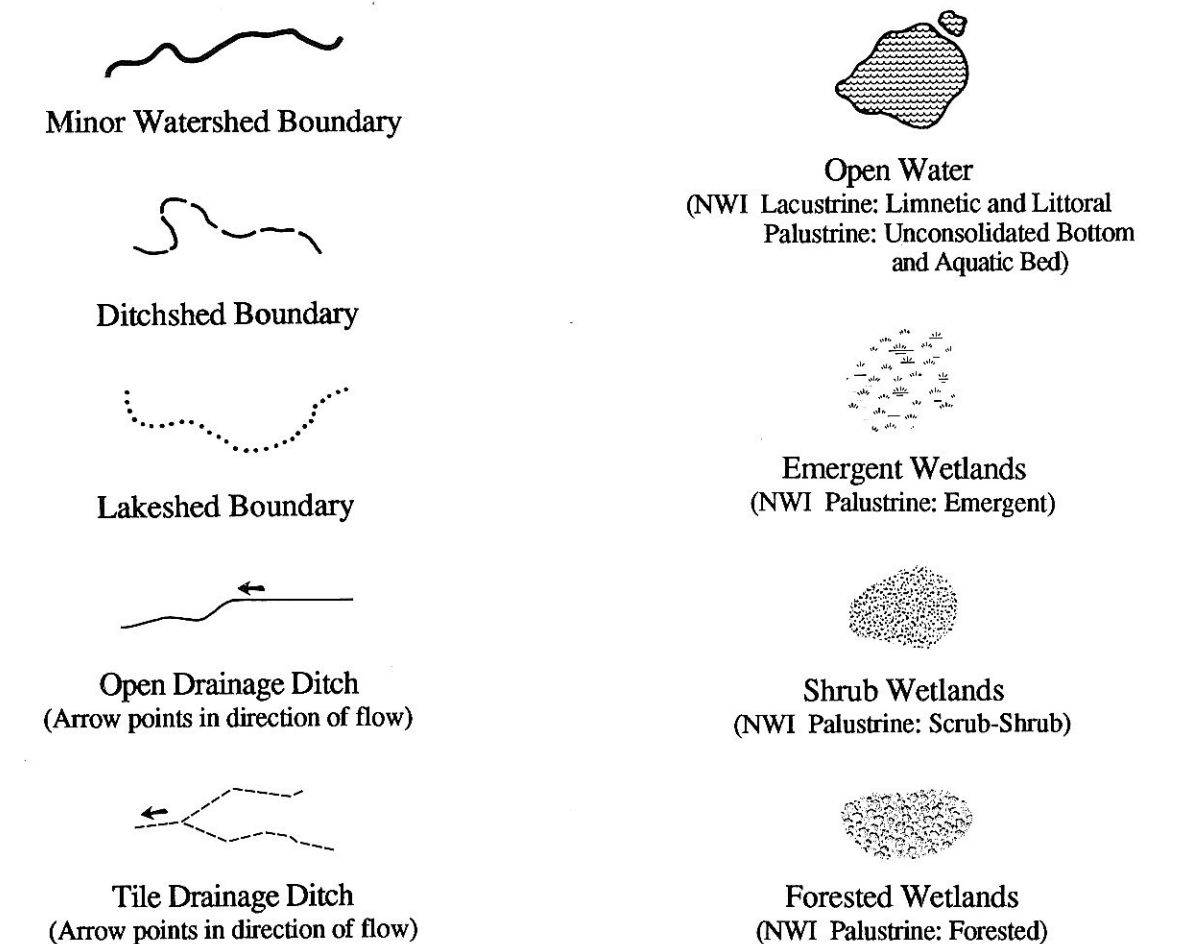 Minor Watershed Boundary
Ditchshed Boundary
Lakeshed Boundary
Open Drainage Ditch
(Arrow points in direction of flow)
Tile Drainage Ditch
(Arrow points in direction of flow)
Open Water
(NWI Lacustrine: Limnetic and Littoral
Palustrine: Unconsolidated Bottom
and Aquatic Bed)
Emergent Wetlands
(NWI Palustrine: Emergent)
Shrub Wetlands
(NWI Palustrine: Scrub-Shrub)
Forested Wetlands
(NWI Palustrine: Forested)